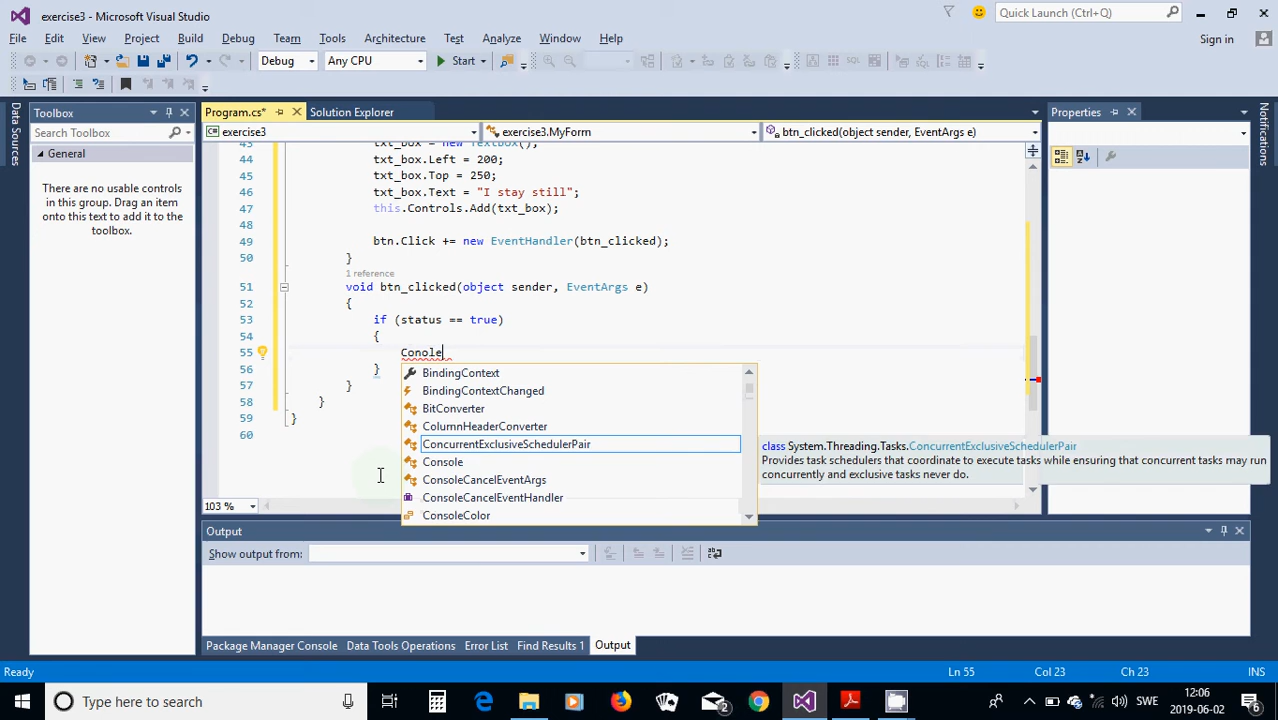 exercise3 - Microsoft Visual Studio
Quick Launch (Ctrl+Q)
File Edit View Project Build Debug Team Tools Architecture Test Analyze Window Help
Sign in
Debug Any CPU Start
Data Sources
Toolbox
Search Toolbox
General
There are no usable controls
in this group. Drag an item
onto this text to add it to the
toolbox.
Program.cs*
Solution Explorer
exercise3
exercise3.MyForm
btn_clicked(object sender, EventArgs e)
43 txt_box = new TextBox();
44 txt_box.Left = 200;
45 txt_box.Top = 250;
46 txt_box.Text = "I stay still";
47 this.Controls.Add(txt_box);
48
49 btn.Click += new EventHandler(btn_clicked);
50 }
1 reference
51 void btn_clicked(object sender, EventArgs e)
52 {
53 if (status == true)
54 {
55 Conole
56 }
57 }
58 }
59 }
60
BindingContext
BindingContextChanged
BitConverter
ColumnHeaderConverter
ConcurrentExclusiveSchedulerPair
Console
ConsoleCancelEventArgs
ConsoleCancelEventHandler
ConsoleColor
class System.Threading.Tasks.ConcurrentExclusiveSchedulerPair
Provides task schedulers that coordinate to execute tasks while ensuring that concurrent tasks may run
concurrently and exclusive tasks never do.
103 %
Properties
Notifications
Output
Show output from:
Package Manager Console Data Tools Operations Error List Find Results 1 Output
Ready
Ln 55 Col 23 Ch 23 INS
Type here to search
2
SWE
12:06
2019-06-02
6